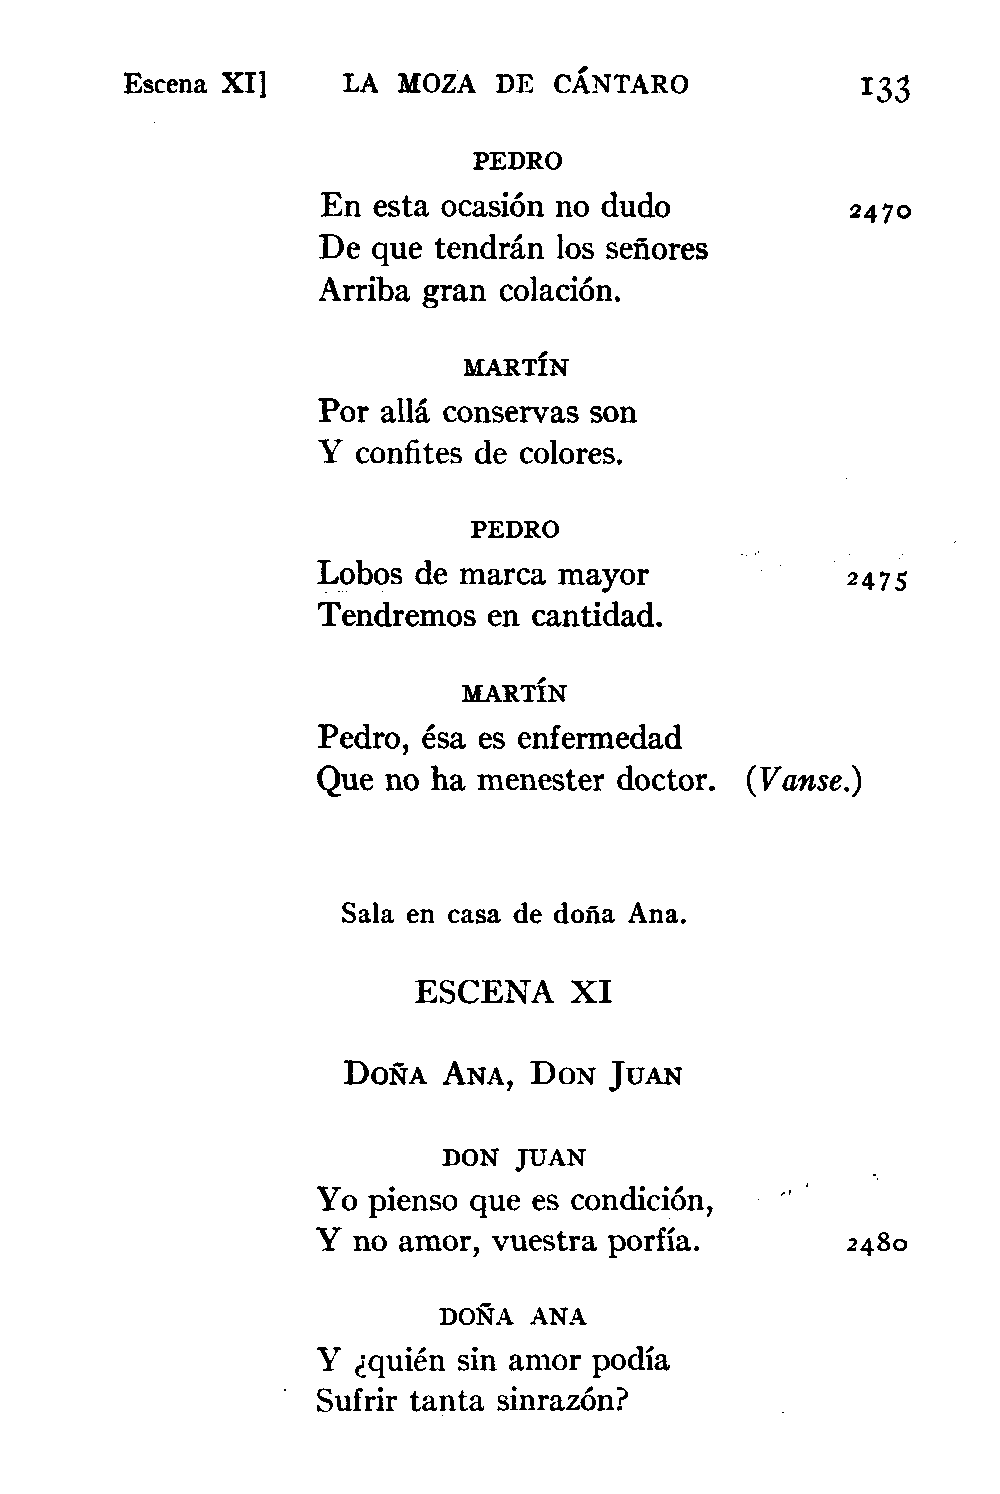 Escena XI] LA MOZA DE CÁNTARO 133
PEDRO
En esta ocasión no dudo 2470
De que tendrán los señores
Arriba gran colación.
MARTÍN
Por allá conservas son
Y confites de colores.
PEDRO
Lobos de marca mayor 2475
Tendremos en cantidad.
MARTÍN
Pedro, ésa es enfermedad
Que no ha menester doctor. (Vanse.)
Sala en casa de doña Ana.
ESCENA XI
DOÑA ANA, DON JUAN
DON JUAN
Yo pienso que es condición,
Y no amor, vuestra porfía. 2480
DOÑA ANA
Y ¿quién sin amor podía
Sufrir tanta sinrazón?